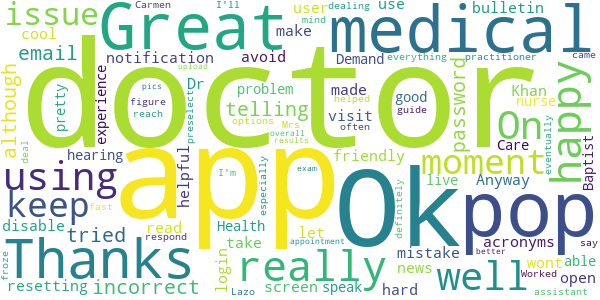 Carmen I'll dealing
issue Great user use bulletin
cool mind
email notification avoid make medical
pretty Demand everything practitioner came
doctor
although experience pics upload problem password
Dr made good Khan
figure reach preselect telling visit On nurse happy
helped Mrs often guide
options overall results
deal hearing Care eventually
using helpful app Ok pop
exam friendly moment Baptist
I'm especially live Anyway
keep tried read Health let definitely acronyms say
fast respond take appointment mistake wont able
disable login really well better
Thanks screen speak news Worked open
froze resetting incorrect Lazo hard assistant